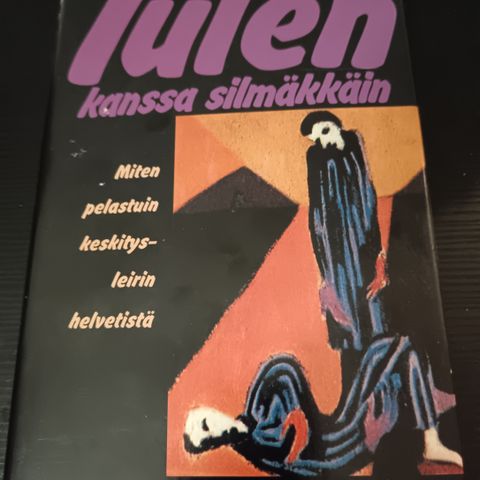 Tulen
kanssa silmäkkäin
Miten
pelastuin
keskitys-
leirin
helvetistä